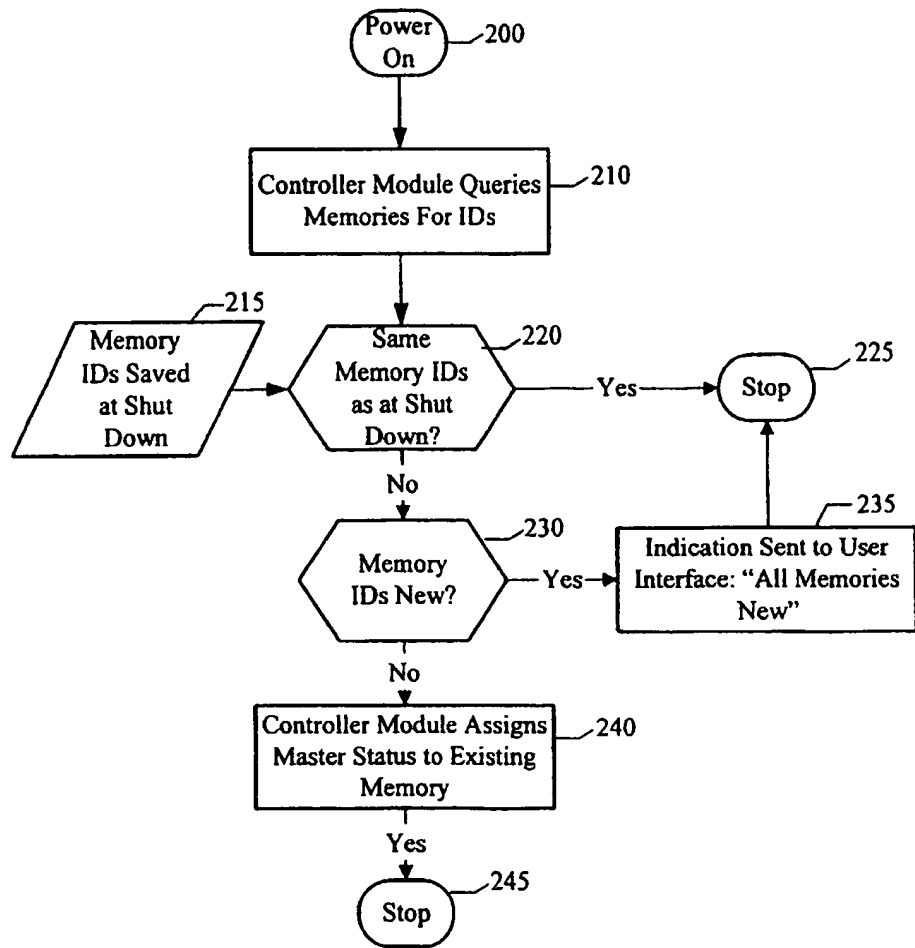 Power
On
200
Controller Module Queries
Memories For IDs
210
215
Memory
IDs Saved
at Shut
Down
Same
Memory IDs
as at Shut
Down?
220
Yes
Stop
225
No
Memory
IDs New?
230
Yes
Indication Sent to User
Interface: “All Memories
New”
235
No
Controller Module Assigns
Master Status to Existing
Memory
240
Yes
Stop
245